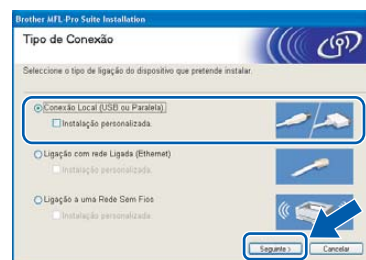 Brother MFL-Pro Suite Installation
Tipo de Conexão
Seleccione o tipo de ligação do dispositivo que pretende instalar.
Conexão Local (USB ou Paralela)
Instalação personalizada.
Ligação com rede Ligada (Ethernet)
Instalação personalizada.
Ligação a uma Rede Sem Fios
Instalação personalizada.
Seguinte > Cancelar